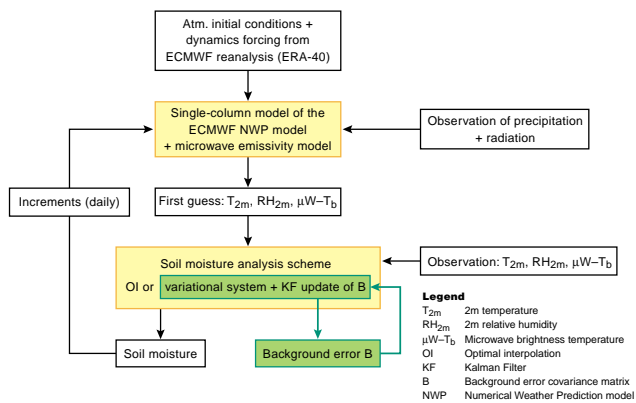 Atm. initial conditions +
dynamics forcing from
ECMWF reanalysis (ERA-40)
Single-column model of the
ECMWF NWP model
+ microwave emissivity model
Observation of precipitation
+ radiation
Increments (daily)
First guess: T2m, RH2m, µW–Tb
Soil moisture analysis scheme
OI or variational system + KF update of B
Observation: T2m, RH2m, µW–Tb
Soil moisture
Background error B
Legend
T2m 2m temperature
RH2m 2m relative humidity
µW–Tb Microwave brightness temperature
OI Optimal interpolation
KF Kalman Filter
B Background error covariance matrix
NWP Numerical Weather Prediction model